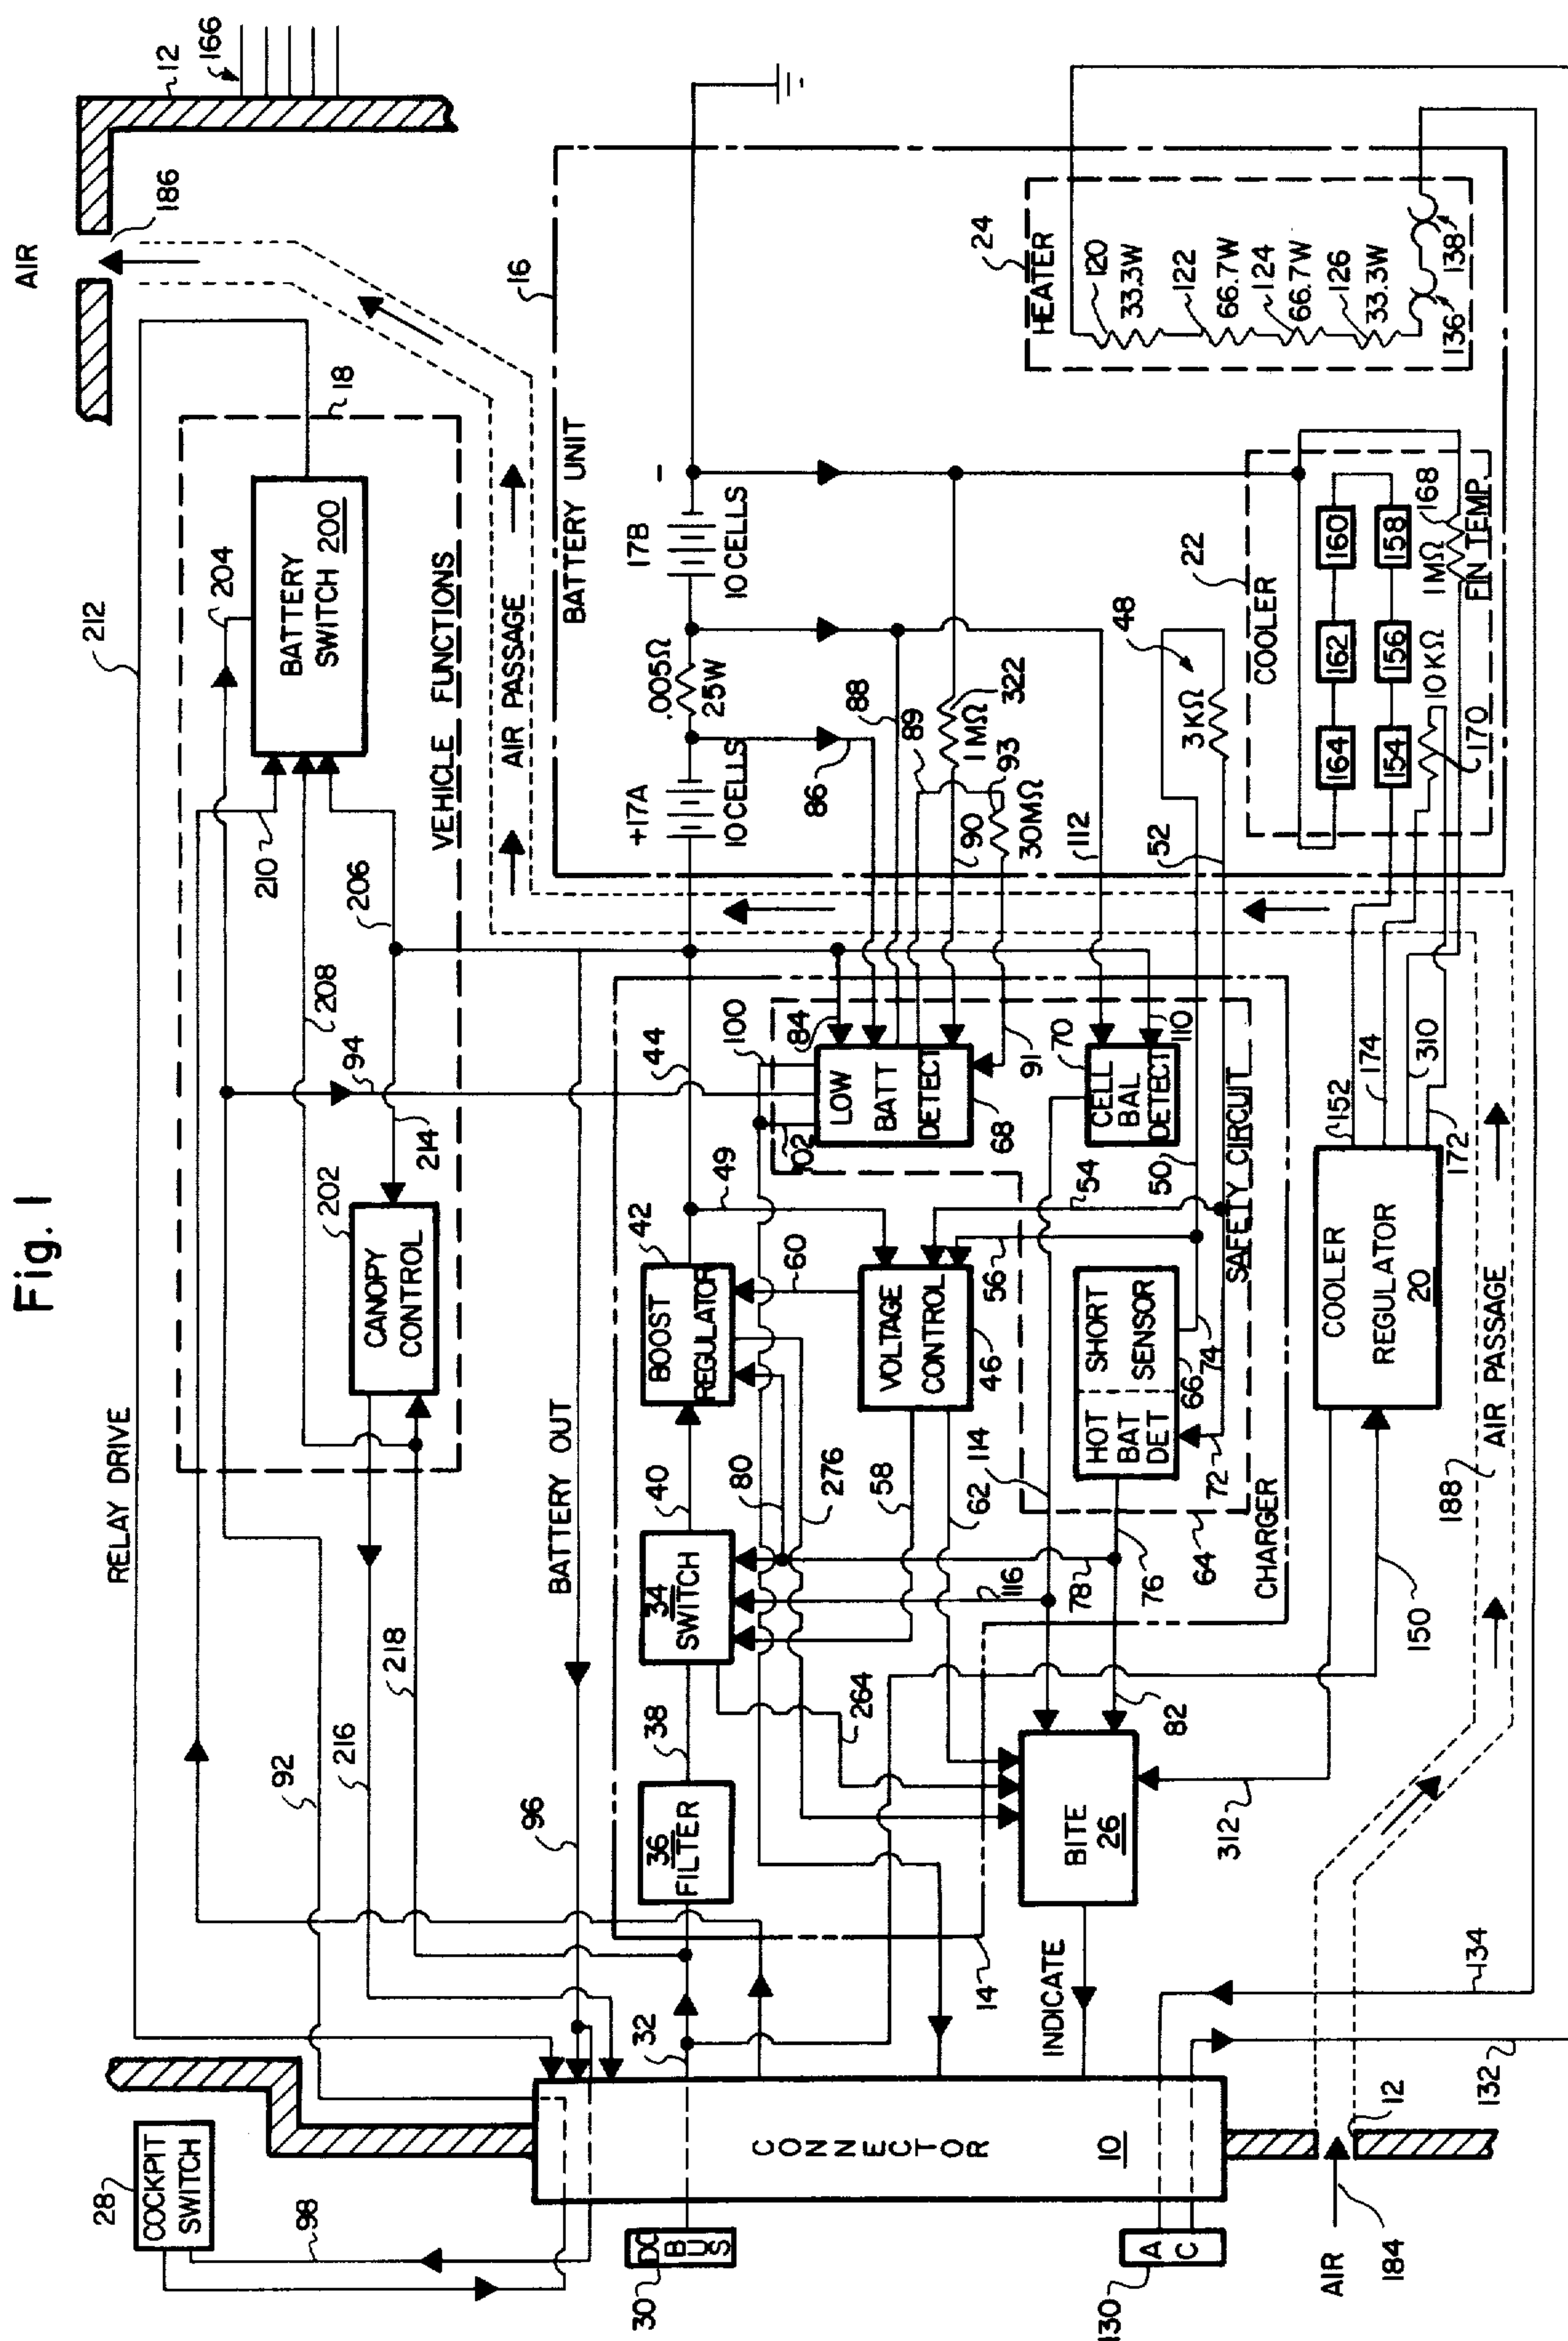 Fig. 1
AIR
186
12
166
212
RELAY DRIVE
204
BATTERY
SWITCH 200
18
210
208
206
94
214
202
CANOPY
CONTROL
VEHICLE FUNCTIONS
92
216
218
BATTERY OUT
96
AIR PASSAGE
28
COCKPIT
SWITCH
98
BATTERY UNIT
16
+17A
10 CELLS
.005Ω
25W
17B
10 CELLS
–
86
88
89
90
322
1MΩ
93
30MΩ
112
48
3KΩ
52
22
COOLER
164
162
160
154
156
158
10KΩ
170
1MΩ
168
FIN TEMP
24
HEATER
120
33.3W
122
66.7W
124
66.7W
126
33.3W
136
138
30
DC
BUS
32
36
FILTER
38
34
SWITCH
40
42
BOOST
REGULATOR
44
49
100
102
84
LOW
BATT
DETECT
68
91
70
CELL
BAL
DETECT
110
60
VOLTAGE
CONTROL
46
56
54
50
SAFETY CIRCUIT
HOT
BAT
DET
SHORT
SENSOR
66
74
72
64
80
276
58
62
114
116
78
76
CHARGER
264
82
BITE
26
312
14
INDICATE
CONNECTOR
10
COOLER
REGULATOR
20
152
174
310
172
150
188
AIR PASSAGE
134
132
12
AC
130
AIR
184